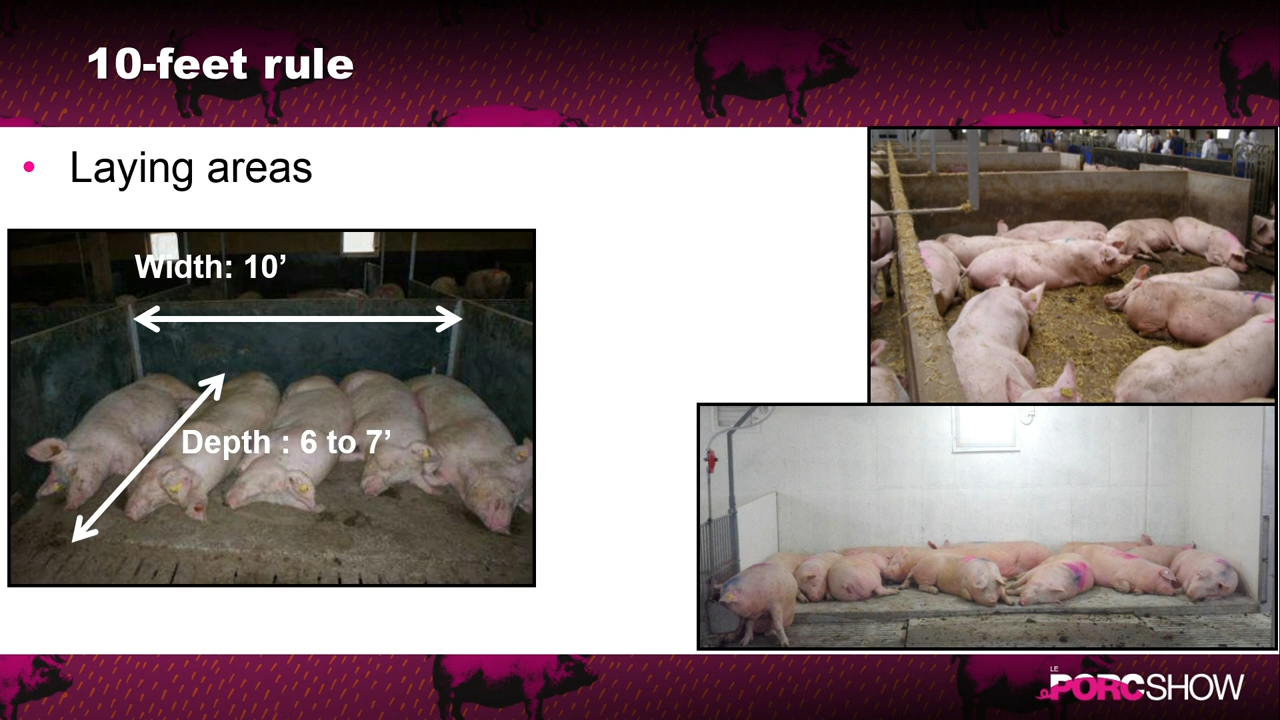 10-feet rule
• Laying areas
Width: 10’
Depth : 6 to 7’
LE
PORCSHOW